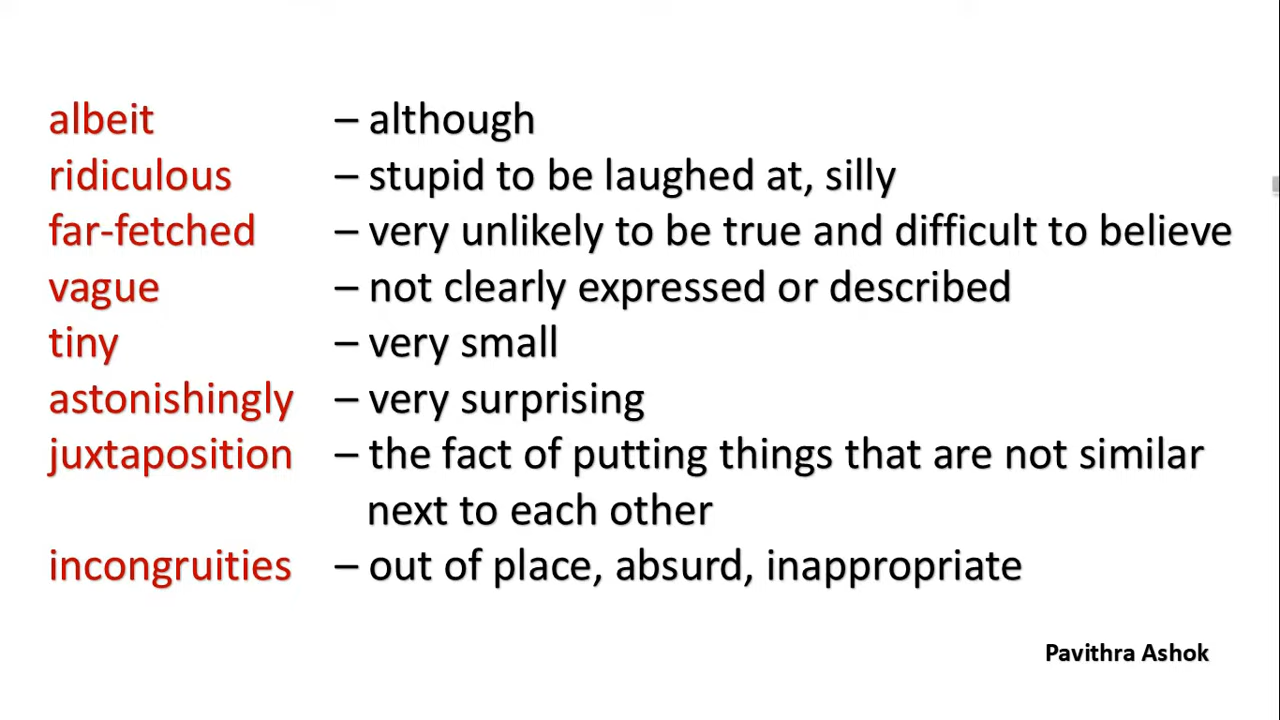 albeit – although
ridiculous – stupid to be laughed at, silly
far-fetched – very unlikely to be true and difficult to believe
vague – not clearly expressed or described
tiny – very small
astonishingly – very surprising
juxtaposition – the fact of putting things that are not similar
next to each other
incongruities – out of place, absurd, inappropriate
Pavithra Ashok